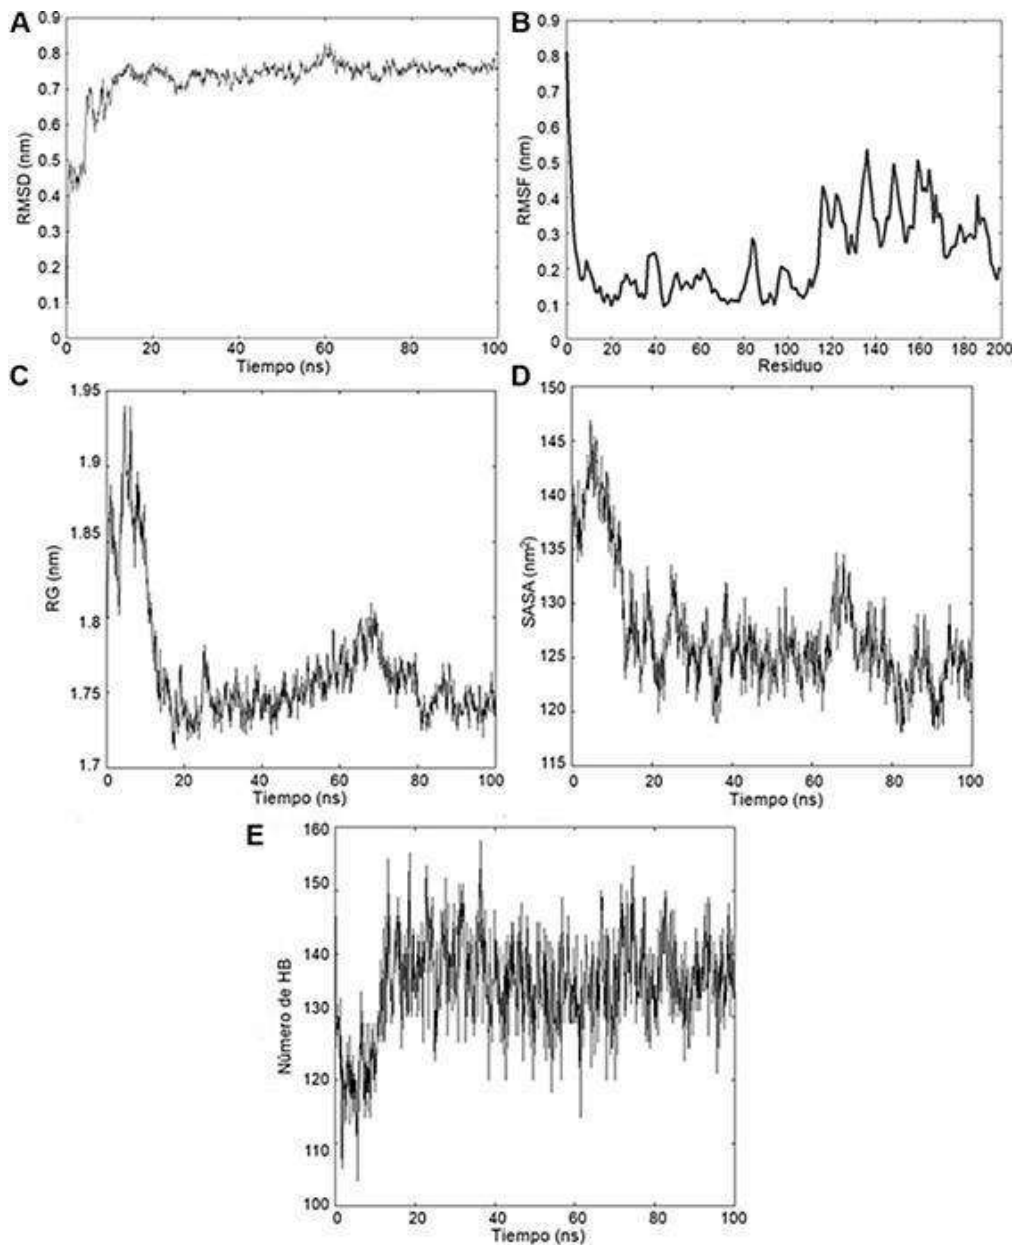 A
RMSD (nm)
0.9
0.8
0.7
0.6
0.5
0.4
0.3
0.2
0.1
0
0 20 40 60 80 100
Tiempo (ns)
B
RMSF (nm)
0.9
0.8
0.7
0.6
0.5
0.4
0.3
0.2
0.1
0
0 20 40 60 80 100 120 140 160 180 200
Residuo
C
RG (nm)
1.95
1.9
1.85
1.8
1.75
1.7
0 20 40 60 80 100
Tiempo (ns)
D
SASA (nm²)
150
145
140
135
130
125
120
115
0 20 40 60 80 100
Tiempo (ns)
E
Número de HB
160
150
140
130
120
110
100
0 20 40 60 80 100
Tiempo (ns)